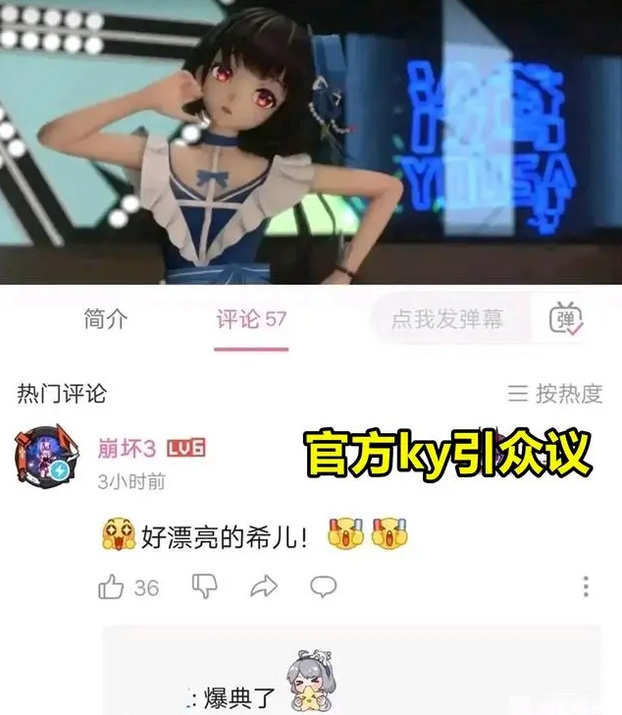 YOUSA
简介
评论 57
点我发弹幕
弹
热门评论
按热度
崩坏3 LV6
官方ky引众议
3小时前
好漂亮的希儿!
36
: 爆典了